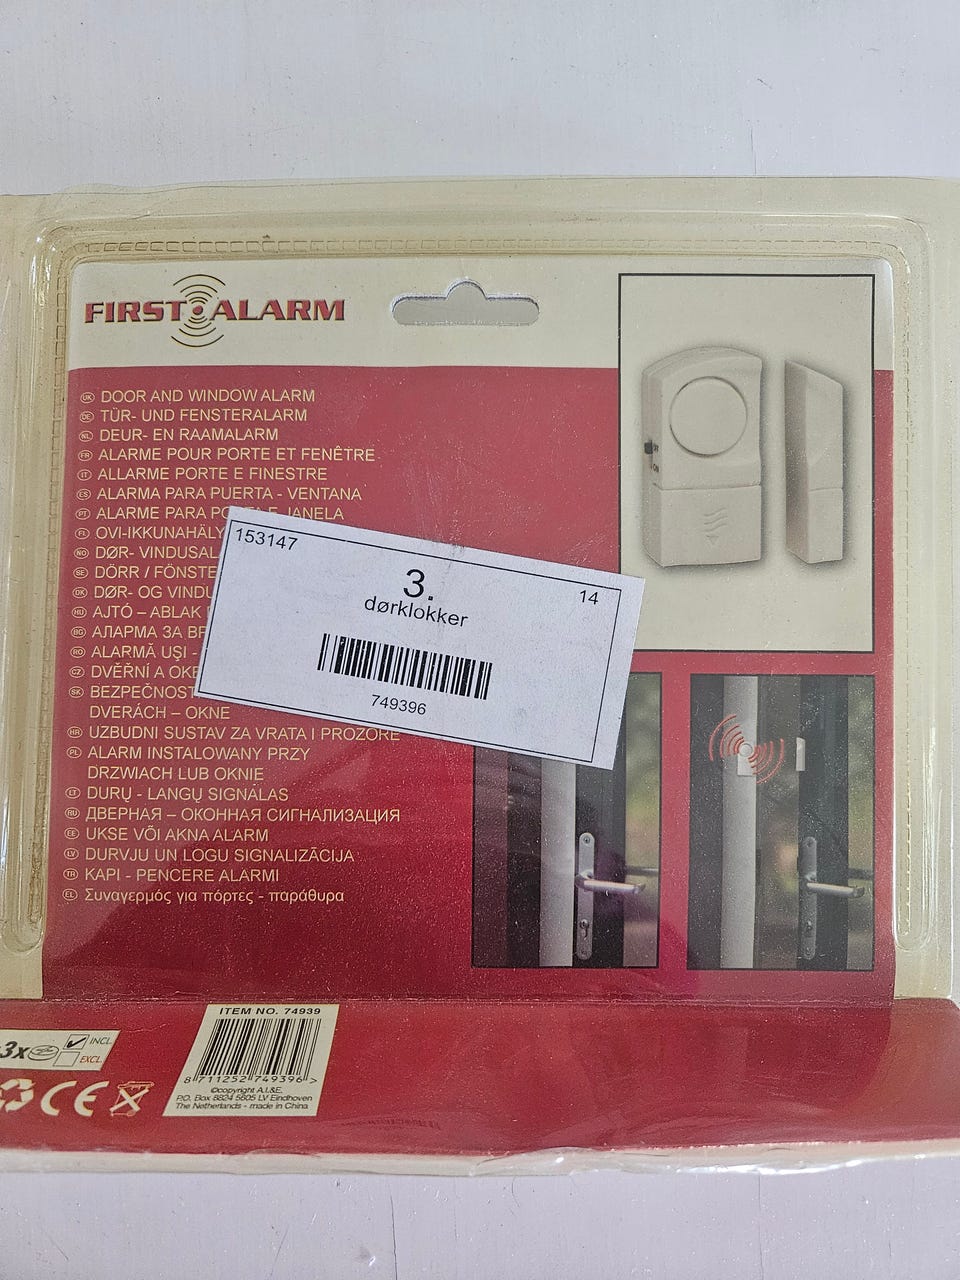 FIRST ALARM
UK DOOR AND WINDOW ALARM
DE TÜR- UND FENSTERALARM
NL DEUR- EN RAAMALARM
FR ALARME POUR PORTE ET FENÊTRE
IT ALLARME PORTE E FINESTRE
ES ALARMA PARA PUERTA - VENTANA
PT ALARME PARA PORTA E JANELA
OVI-IKKUNAHÄLY
NO DØR- VINDUSAL
SE DÖRR / FÖNSTE
DK DØR- OG VINDU
HU AJTÓ – ABLAK
BG АЛАРМА ЗА ВР
RO ALARMĂ UŞI -
CZ DVĚŘNÍ A OKE
SK BEZPEČNOST
DVERÁCH – OKNE
HR UZBUDNI SUSTAV ZA VRATA I PROZORE
PL ALARM INSTALOWANY PRZY
DRZWIACH LUB OKNIE
LT DURŲ - LANGŲ SIGNALAS
RU ДВЕРНАЯ – ОКОННАЯ СИГНАЛИЗАЦИЯ
EE UKSE VÕI AKNA ALARM
LV DURVJU UN LOGU SIGNALIZĀCIJA
TR KAPI - PENCERE ALARMI
EL Συναγερμός για πόρτες - παράθυρα
153147
3.
14
dørklokker
749396
ON
3x
INCL.
EXCL.
CE
ITEM NO. 74939
8 711252 749396 >
©copyright A.I.&E.
P.O. Box 8824 5605 LV Eindhoven
The Netherlands - made in China